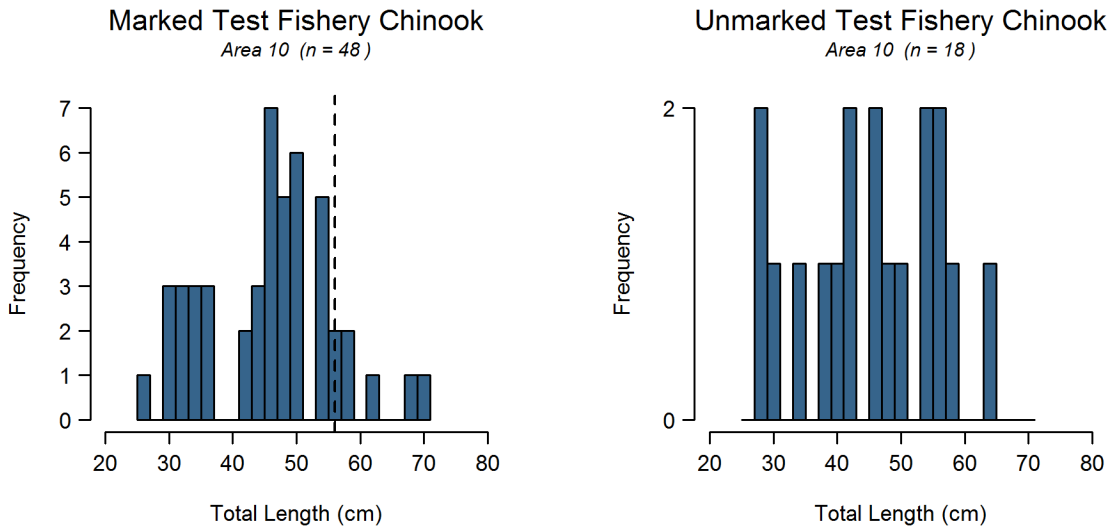 Marked Test Fishery Chinook
Area 10 (n = 48 )
7
6
5
4
3
2
1
0
Frequency
20 30 40 50 60 70 80
Total Length (cm)
Unmarked Test Fishery Chinook
Area 10 (n = 18 )
2
0
Frequency
20 30 40 50 60 70 80
Total Length (cm)